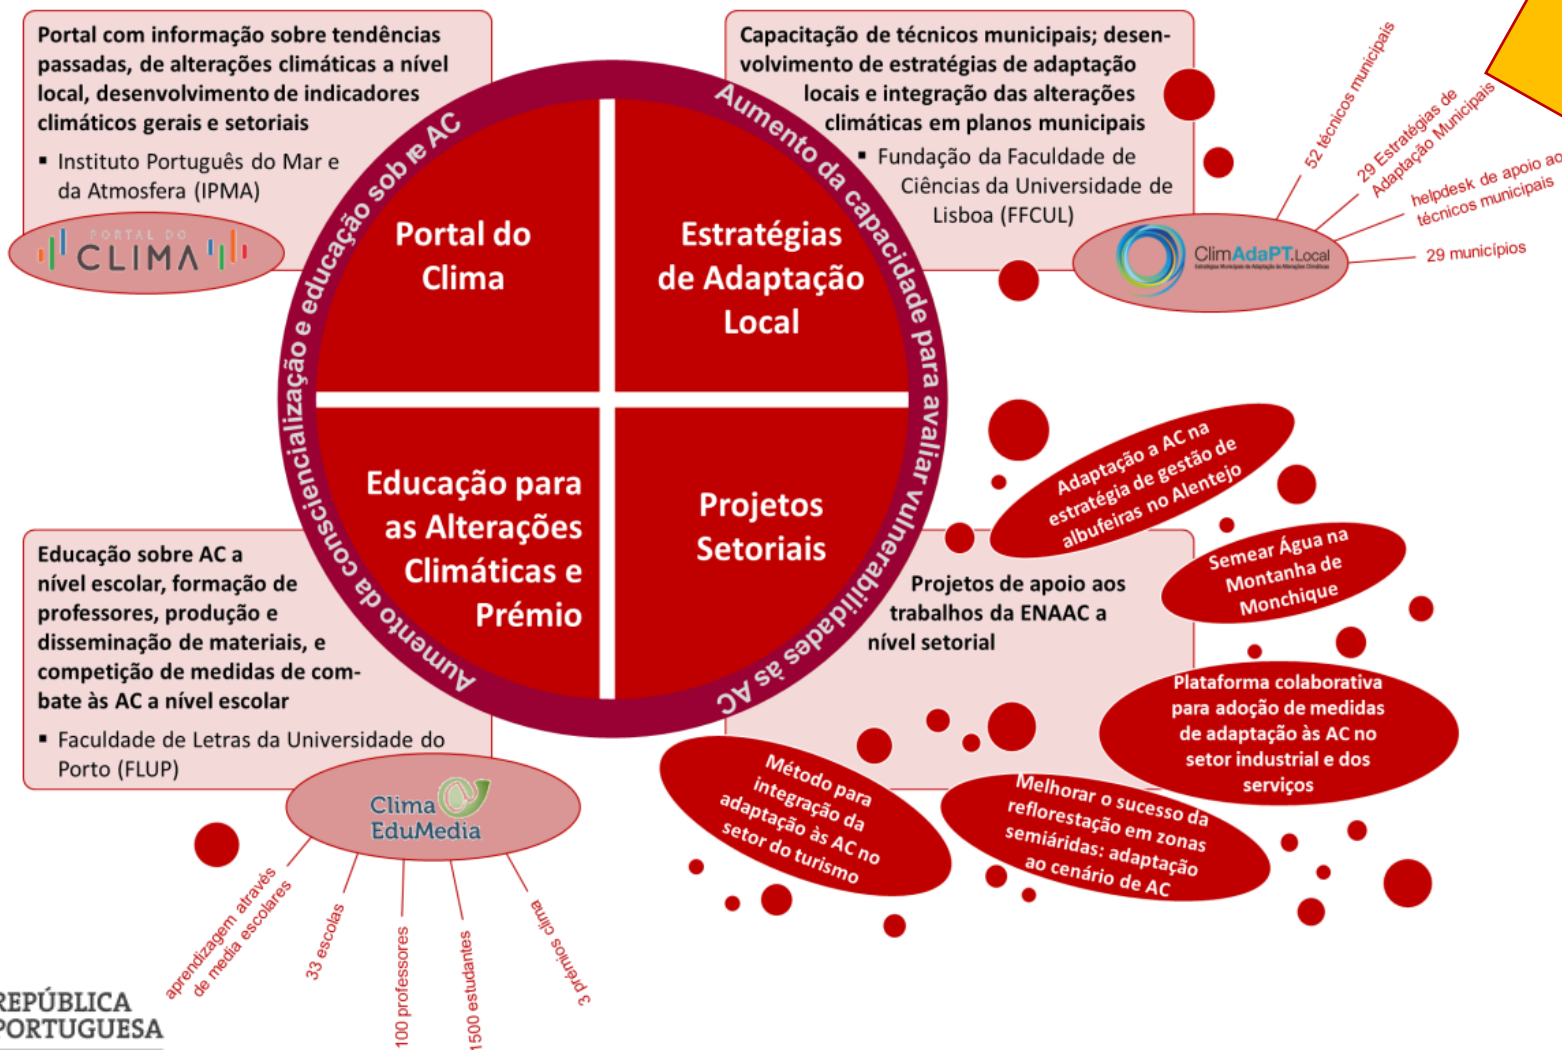 Portal com informação sobre tendências
passadas, de alterações climáticas a nível
local, desenvolvimento de indicadores
climáticos gerais e setoriais
▪ Instituto Português do Mar e
da Atmosfera (IPMA)
PORTAL DO
CLIMA
Capacitação de técnicos municipais; desen-
volvimento de estratégias de adaptação
locais e integração das alterações
climáticas em planos municipais
▪ Fundação da Faculdade de
Ciências da Universidade de
Lisboa (FFCUL)
ClimAdaPT.Local
Estratégias Municipais de Adaptação às Alterações Climáticas
52 técnicos municipais
29 Estratégias de
Adaptação Municipais
helpdesk de apoio ao
técnicos municipais
29 municípios
Aumento da consciencialização e educação sobre AC
Aumento da capacidade para avaliar vulnerabilidades às AC
Portal do
Clima
Estratégias
de Adaptação
Local
Educação para
as Alterações
Climáticas e
Prémio
Projetos
Setoriais
Educação sobre AC a
nível escolar, formação de
professores, produção e
disseminação de materiais, e
competição de medidas de com-
bate às AC a nível escolar
▪ Faculdade de Letras da Universidade do
Porto (FLUP)
Clima
EduMedia
aprendizagem através
de media escolares
33 escolas
100 professores
1500 estudantes
3 prémios clima
Projetos de apoio aos
trabalhos da ENAAC a
nível setorial
Adaptação a AC na
estratégia de gestão de
albufeiras no Alentejo
Semear Água na
Montanha de
Monchique
Plataforma colaborativa
para adoção de medidas
de adaptação às AC no
setor industrial e dos
serviços
Melhorar o sucesso da
reflorestação em zonas
semiáridas: adaptação
ao cenário de AC
Método para
integração da
adaptação às AC no
setor do turismo
REPÚBLICA
PORTUGUESA